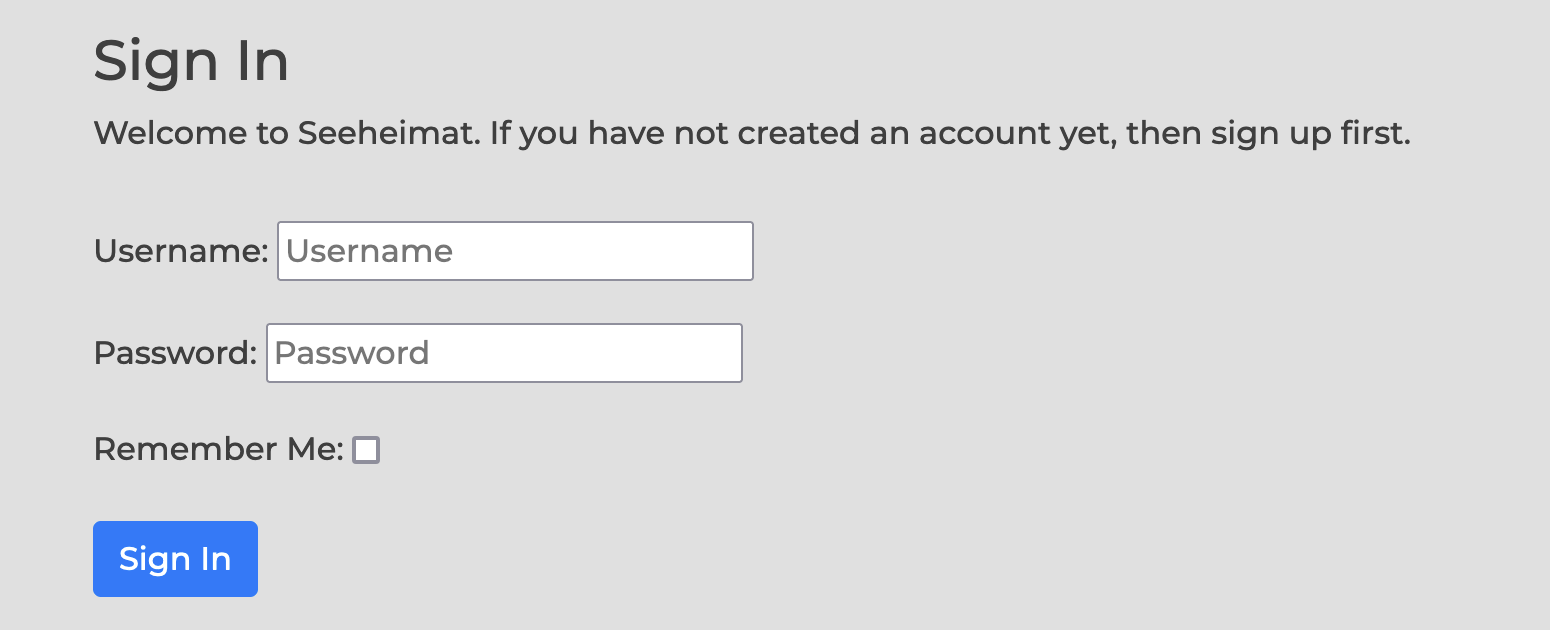 Sign In
Welcome to Seeheimat. If you have not created an account yet, then sign up first.
Username: Username
Password: Password
Remember Me:
Sign In